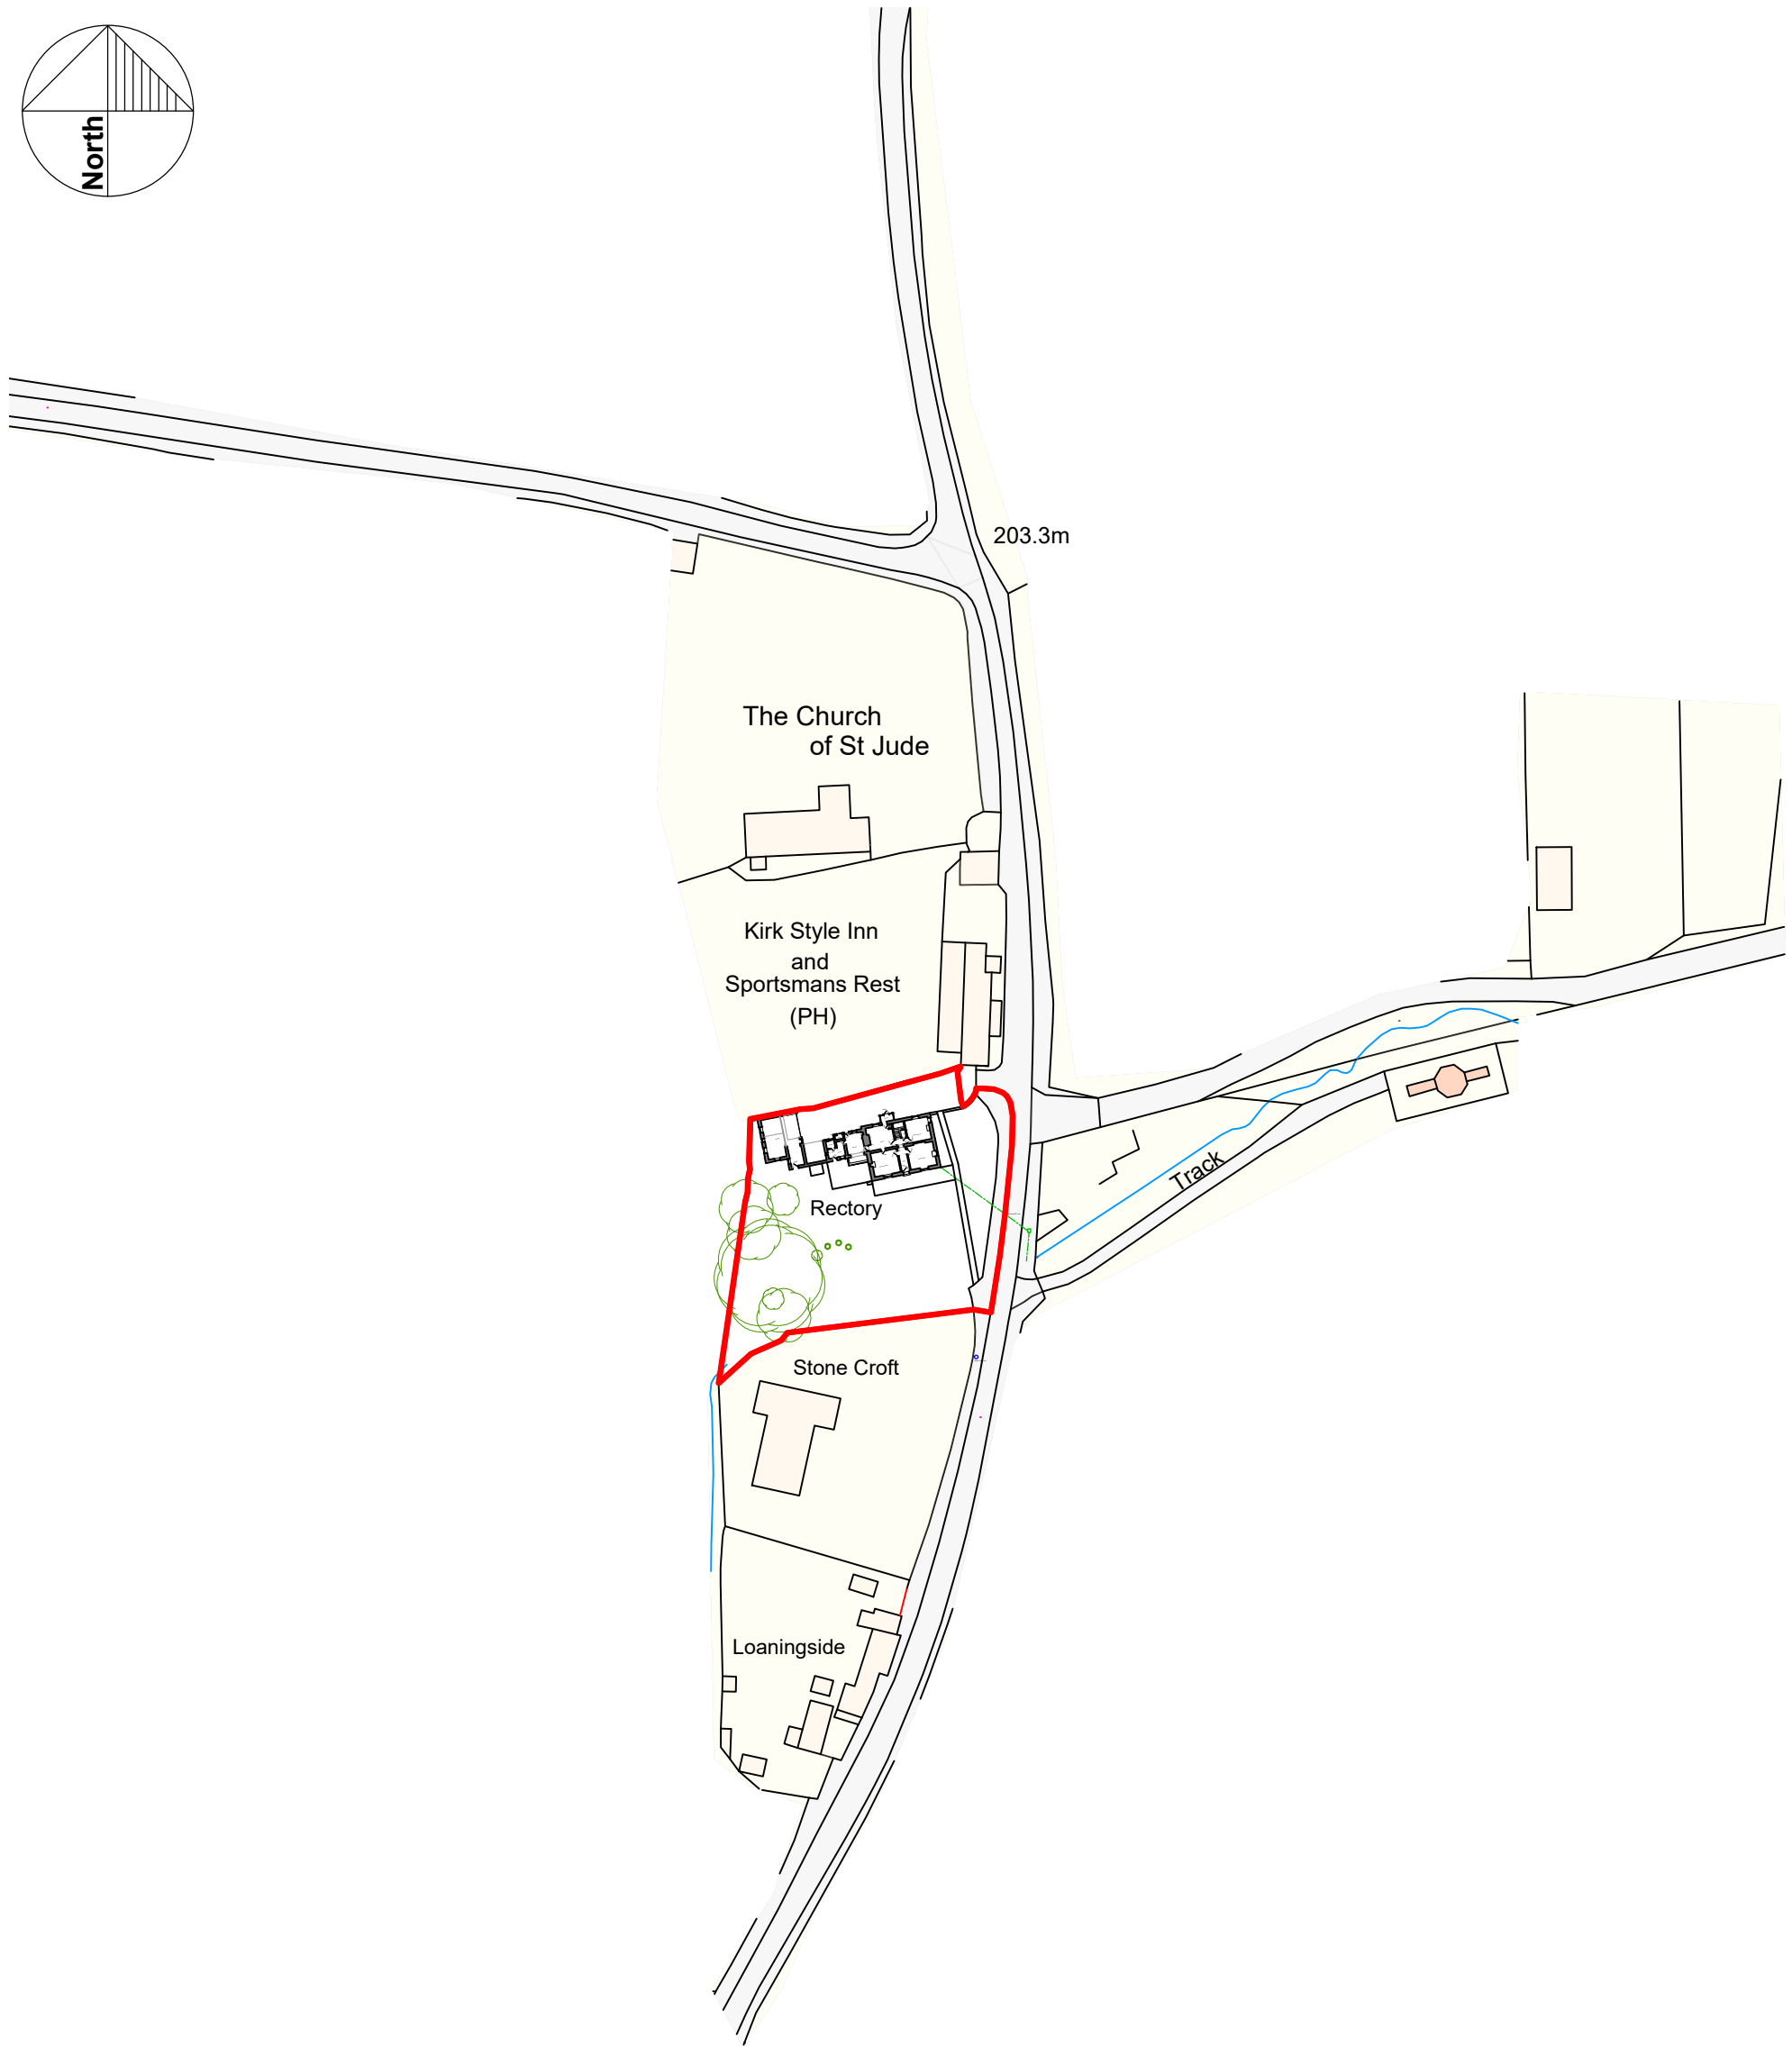 North
203.3m
The Church
of St Jude
Kirk Style Inn
and
Sportsmans Rest
(PH)
Track
Rectory
Stone Croft
Loaningside